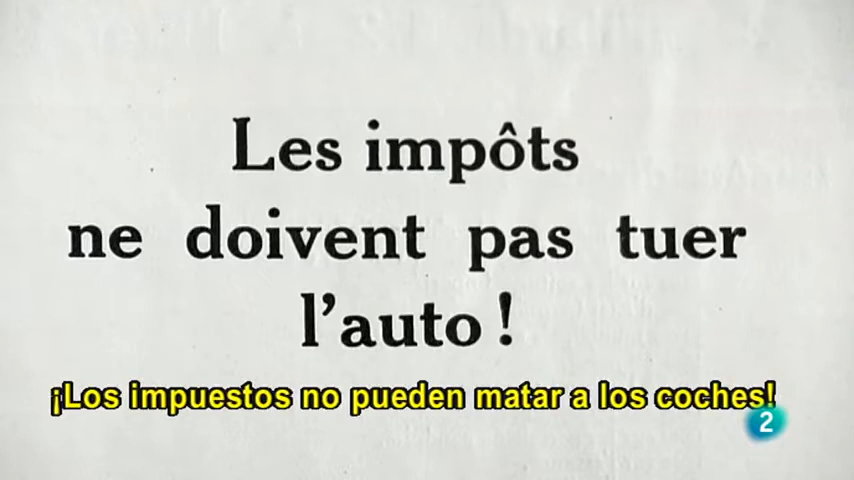 Les impôts
ne doivent pas tuer
l'auto !
¡Los impuestos no pueden matar a los coches!
2